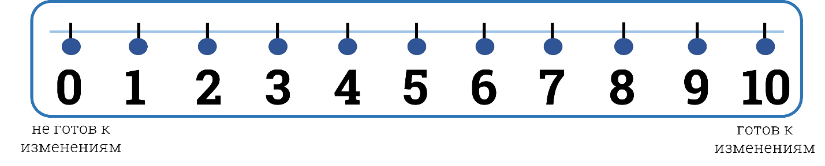 0 1 2 3 4 5 6 7 8 9 10
не готов к
изменениям
готов к
изменениям